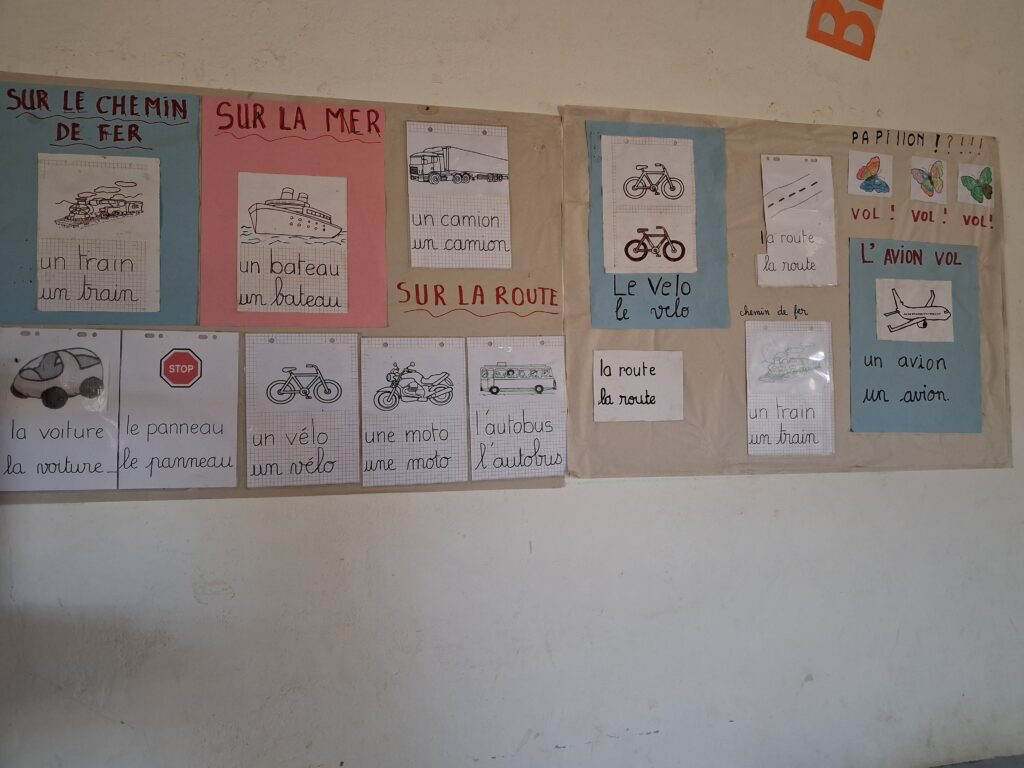 SUR LE CHEMIN
DE FER
un train
un train
SUR LA MER
un bateau
un bateau
un camion
un camion
SUR LA ROUTE
la voiture
la voiture
STOP
le panneau
le panneau
un vélo
un vélo
une moto
une moto
l'autobus
l'autobus
LE VELO
le velo
la route
la route
la route
la route
chemin de fer
un train
un train
PAPILLON !?!!!
VOL ! VOL ! VOL !
L'AVION VOL
un avion
un avion